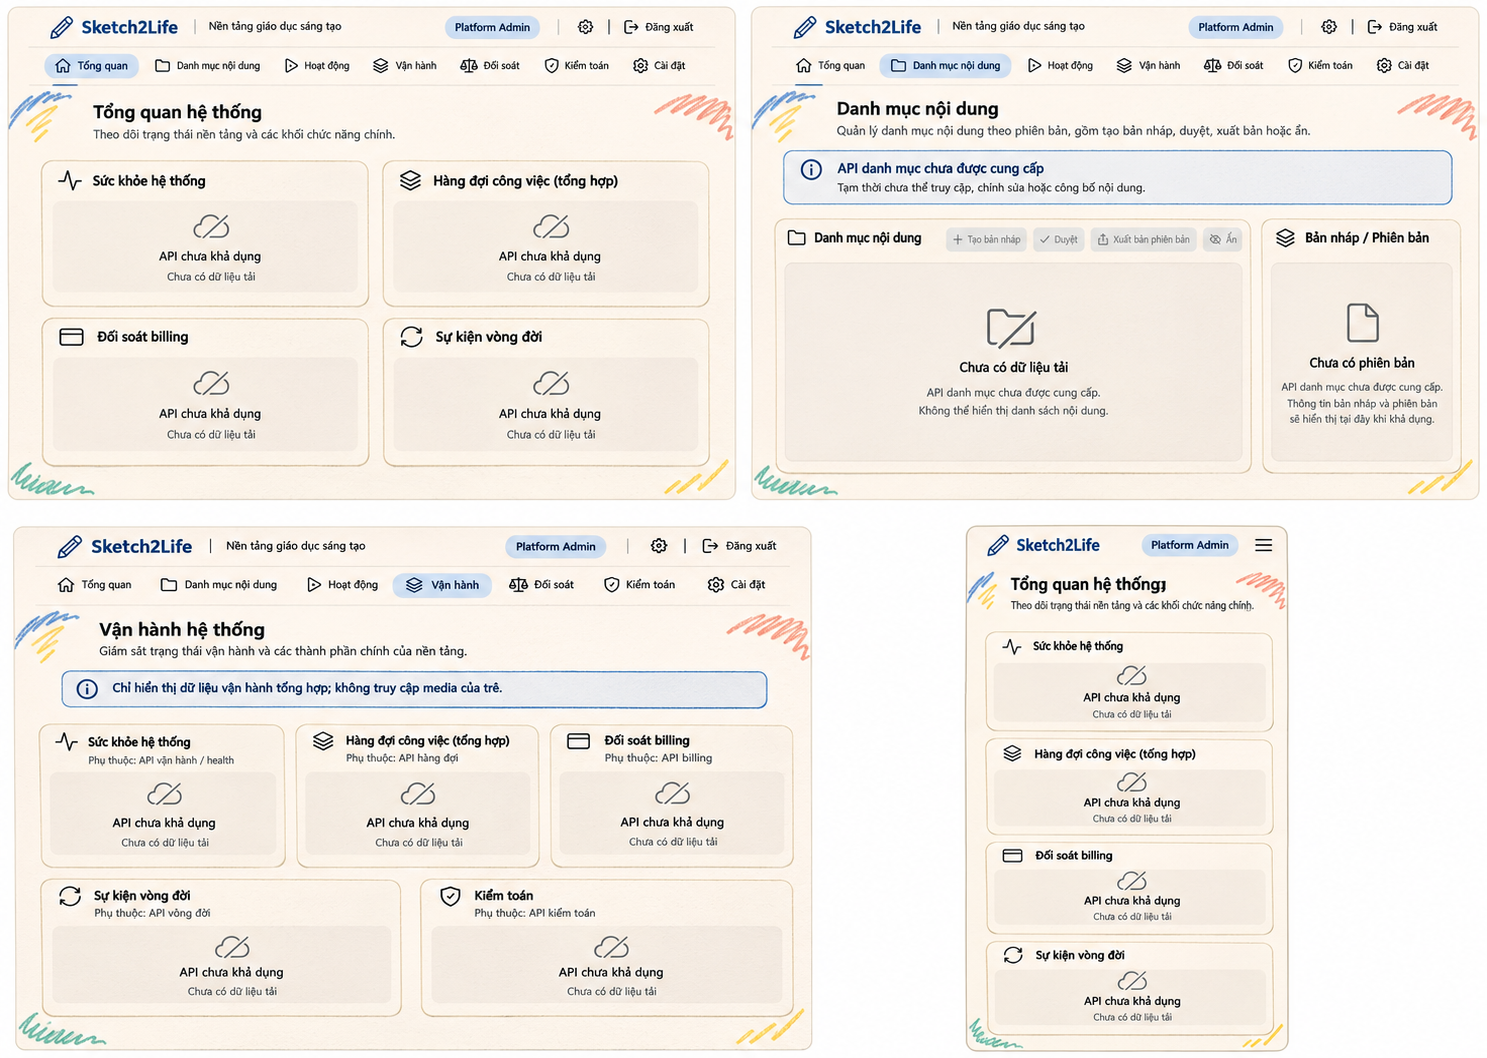 Sketch2Life
Nền tảng giáo dục sáng tạo
Platform Admin
Đăng xuất
Tổng quan
Danh mục nội dung
Hoạt động
Vận hành
Đối soát
Kiểm toán
Cài đặt
Tổng quan hệ thống
Theo dõi trạng thái nền tảng và các khối chức năng chính.
Sức khỏe hệ thống
API chưa khả dụng
Chưa có dữ liệu tải
Hàng đợi công việc (tổng hợp)
API chưa khả dụng
Chưa có dữ liệu tải
Đối soát billing
API chưa khả dụng
Chưa có dữ liệu tải
Sự kiện vòng đời
API chưa khả dụng
Chưa có dữ liệu tải
Sketch2Life
Nền tảng giáo dục sáng tạo
Platform Admin
Đăng xuất
Tổng quan
Danh mục nội dung
Hoạt động
Vận hành
Đối soát
Kiểm toán
Cài đặt
Danh mục nội dung
Quản lý danh mục nội dung theo phiên bản, gồm tạo bản nháp, duyệt, xuất bản hoặc ẩn.
API danh mục chưa được cung cấp
Tạm thời chưa thể truy cập, chỉnh sửa hoặc công bố nội dung.
Danh mục nội dung
Tạo bản nháp
Duyệt
Xuất bản phiên bản
Ẩn
Chưa có dữ liệu tải
API danh mục chưa được cung cấp.
Không thể hiển thị danh sách nội dung.
Bản nháp / Phiên bản
Chưa có phiên bản
API danh mục chưa được cung cấp.
Thông tin bản nháp và phiên bản
sẽ hiển thị tại đây khi khả dụng.
Sketch2Life
Nền tảng giáo dục sáng tạo
Platform Admin
Đăng xuất
Tổng quan
Danh mục nội dung
Hoạt động
Vận hành
Đối soát
Kiểm toán
Cài đặt
Vận hành hệ thống
Giám sát trạng thái vận hành và các thành phần chính của nền tảng.
Chỉ hiển thị dữ liệu vận hành tổng hợp; không truy cập media của trẻ.
Sức khỏe hệ thống
Phụ thuộc: API vận hành / health
API chưa khả dụng
Chưa có dữ liệu tải
Hàng đợi công việc (tổng hợp)
Phụ thuộc: API hàng đợi
API chưa khả dụng
Chưa có dữ liệu tải
Đối soát billing
Phụ thuộc: API billing
API chưa khả dụng
Chưa có dữ liệu tải
Sự kiện vòng đời
Phụ thuộc: API vòng đời
API chưa khả dụng
Chưa có dữ liệu tải
Kiểm toán
Phụ thuộc: API kiểm toán
API chưa khả dụng
Chưa có dữ liệu tải
Sketch2Life
Platform Admin
Tổng quan hệ thống
Theo dõi trạng thái nền tảng và các khối chức năng chính.
Sức khỏe hệ thống
API chưa khả dụng
Chưa có dữ liệu tải
Hàng đợi công việc (tổng hợp)
API chưa khả dụng
Chưa có dữ liệu tải
Đối soát billing
API chưa khả dụng
Chưa có dữ liệu tải
Sự kiện vòng đời
API chưa khả dụng
Chưa có dữ liệu tải